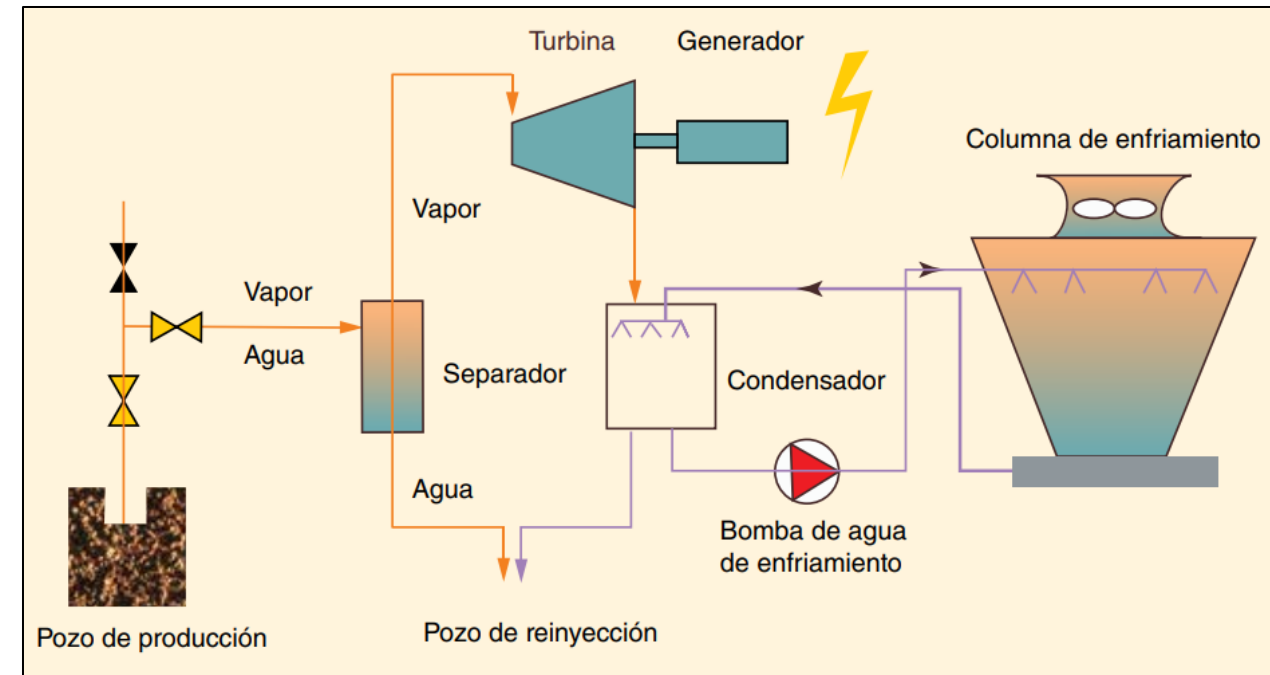 Turbina
Generador
Columna de enfriamiento
Vapor
Vapor
Agua
Separador
Condensador
Agua
Bomba de agua
de enfriamiento
Pozo de producción
Pozo de reinyección